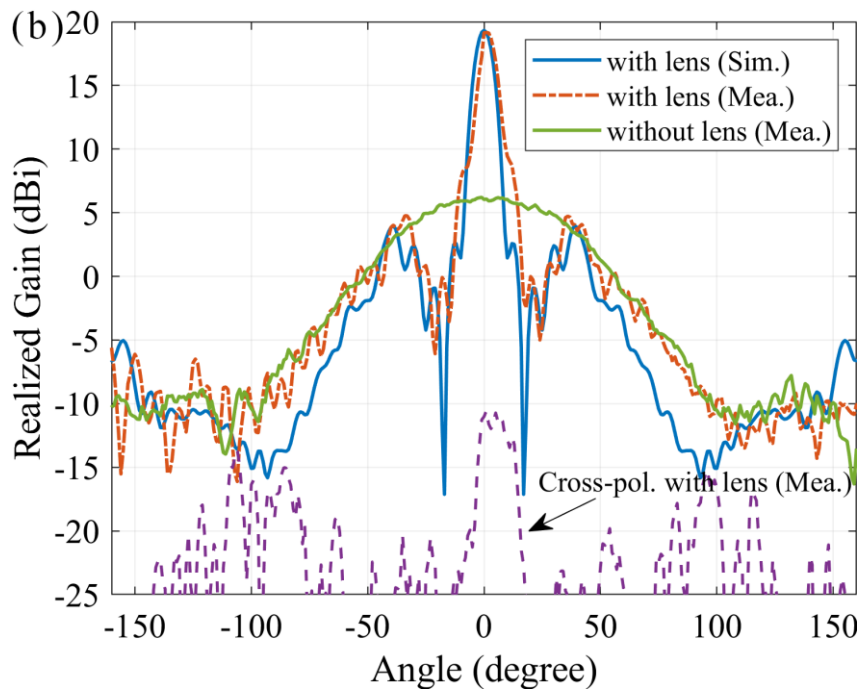 (b)
20
15
10
5
0
-5
-10
-15
-20
-25
Realized Gain (dBi)
with lens (Sim.)
with lens (Mea.)
without lens (Mea.)
Cross-pol. with lens (Mea.)
-150
-100
-50
0
50
100
150
Angle (degree)